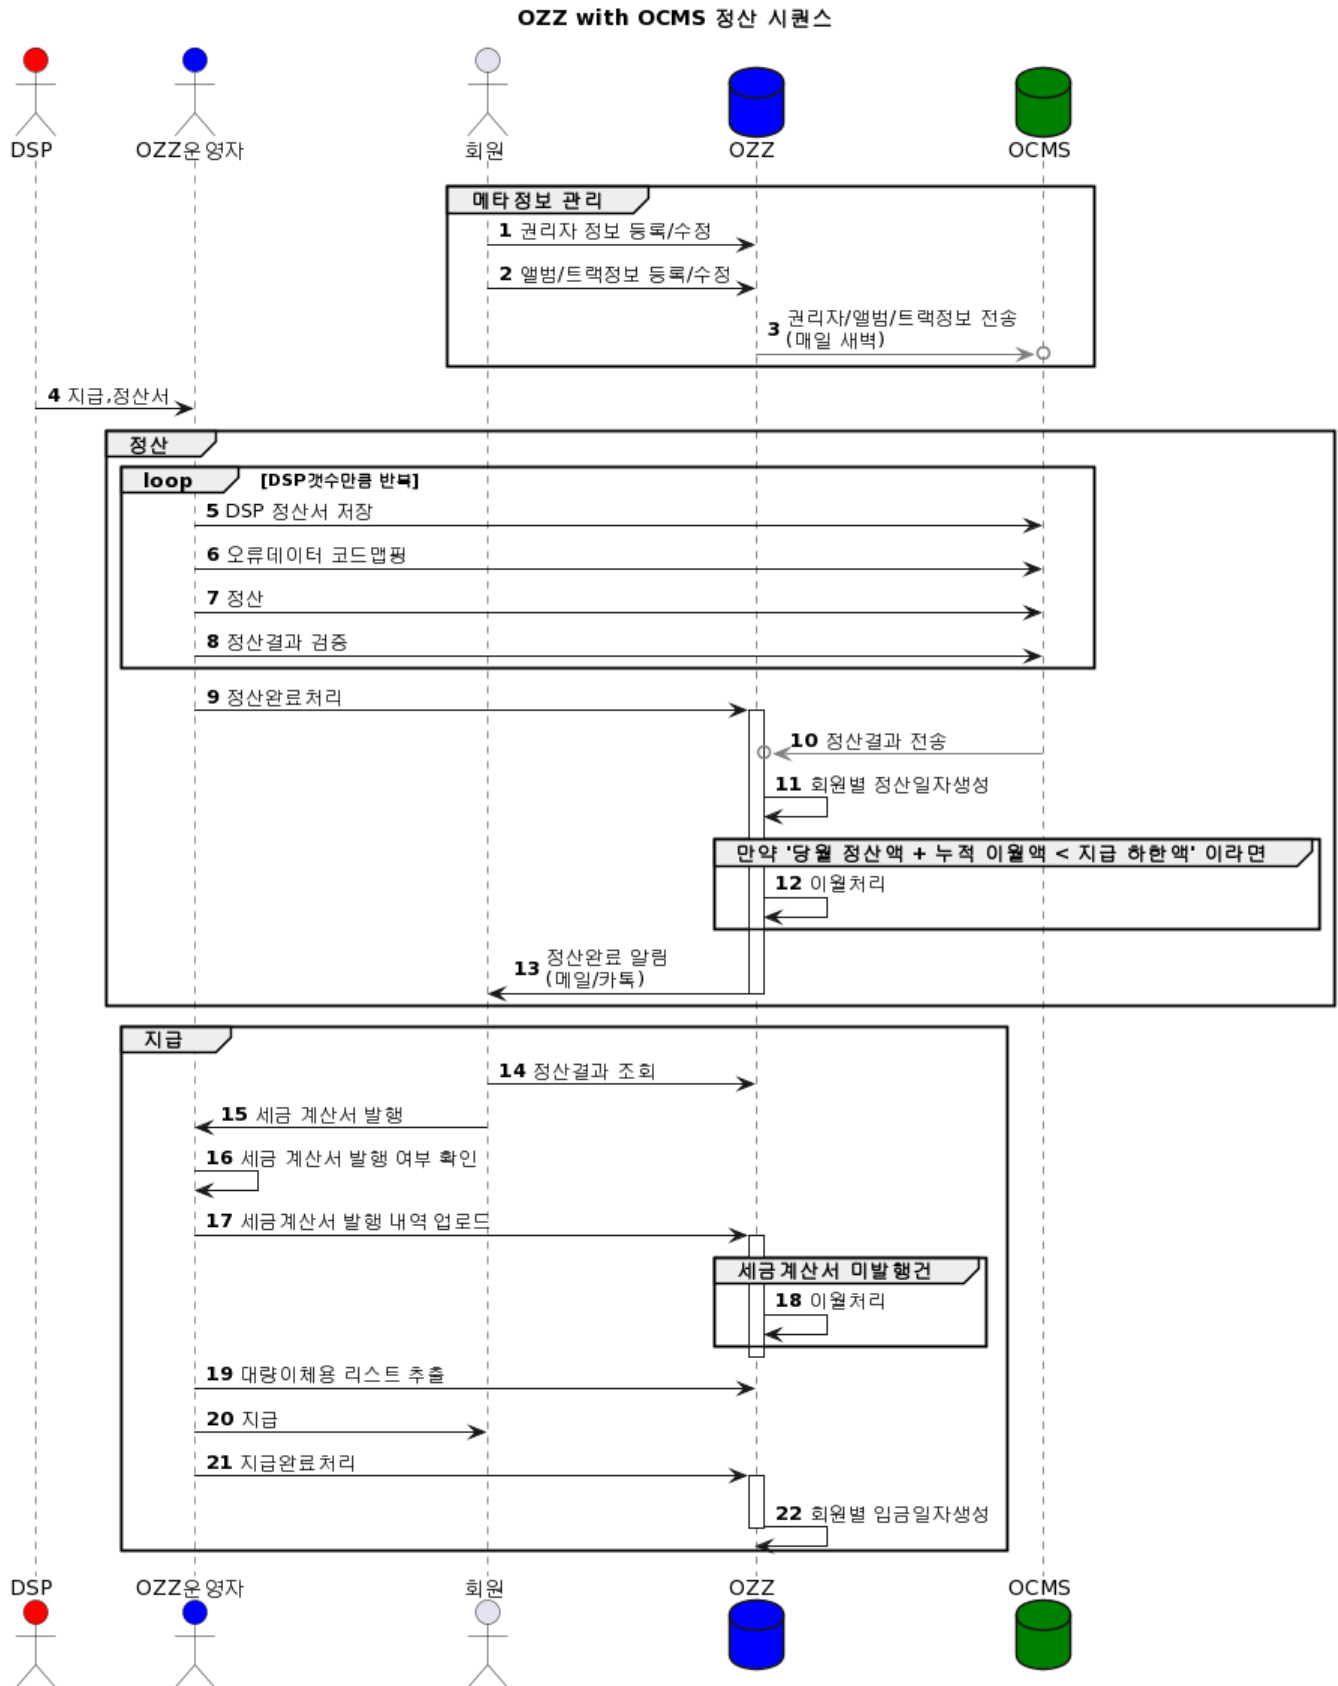 OZZ with OCMS 정산 시퀀스
DSP
OZZ운영자
회원
OZZ
OCMS
메타정보 관리
1 권리자 정보 등록/수정
2 앨범/트랙정보 등록/수정
3 권리자/앨범/트랙정보 전송
(매일 새벽)
4 지급,정산서
정산
loop [DSP갯수만큼 반복]
5 DSP 정산서 저장
6 오류데이터 코드맵핑
7 정산
8 정산결과 검증
9 정산완료처리
10 정산결과 전송
11 회원별 정산일자생성
만약 '당월 정산액 + 누적 이월액 < 지급 하한액' 이라면
12 이월처리
13 정산완료 알림
(메일/카톡)
지급
14 정산결과 조회
15 세금 계산서 발행
16 세금 계산서 발행 여부 확인
17 세금계산서 발행 내역 업로드
세금계산서 미발행건
18 이월처리
19 대량이체용 리스트 추출
20 지급
21 지급완료처리
22 회원별 입금일자생성
DSP
OZZ운영자
회원
OZZ
OCMS